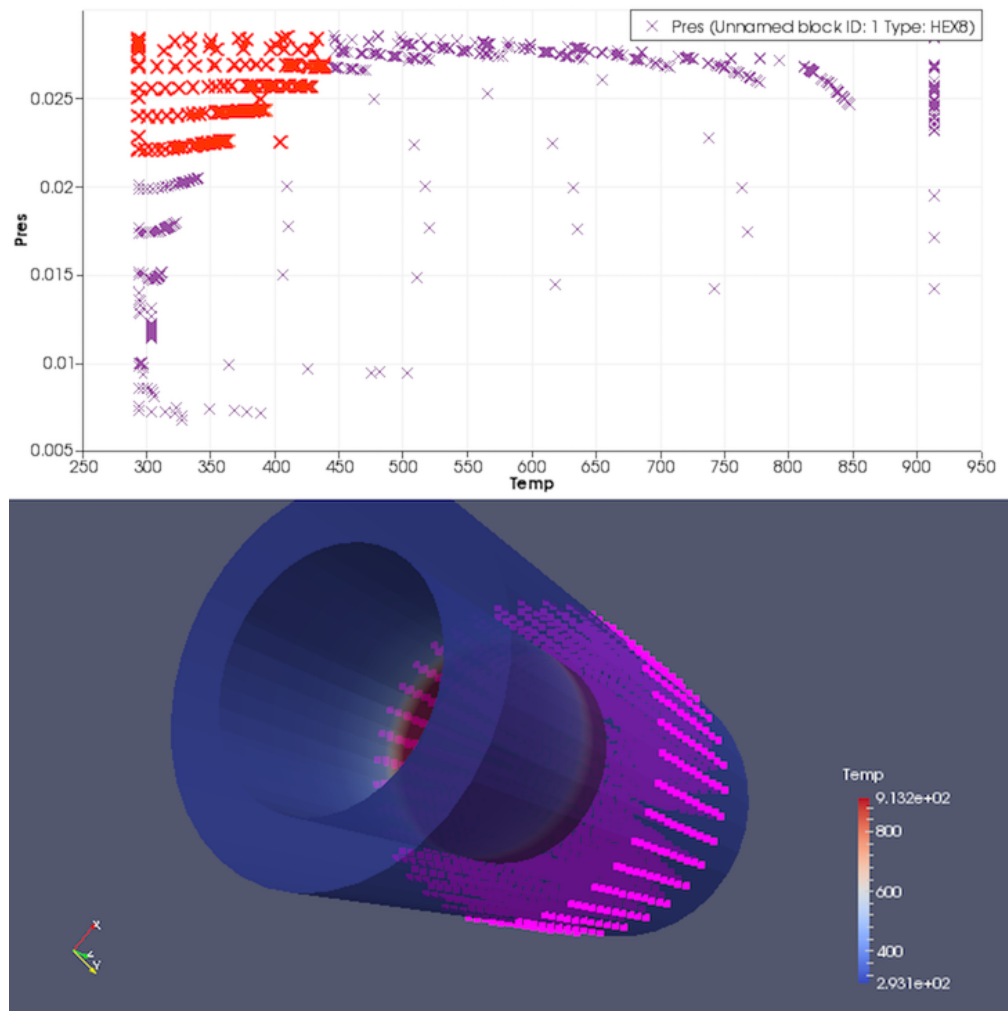 Pres (Unnamed block ID: 1 Type: HEX8)
0.025
0.02
Pres
0.015
0.01
0.005
250 300 350 400 450 500 550 600 650 700 750 800 850 900 950
Temp
Temp
9.132e+02
800
600
400
2.931e+02
X
Z
Y